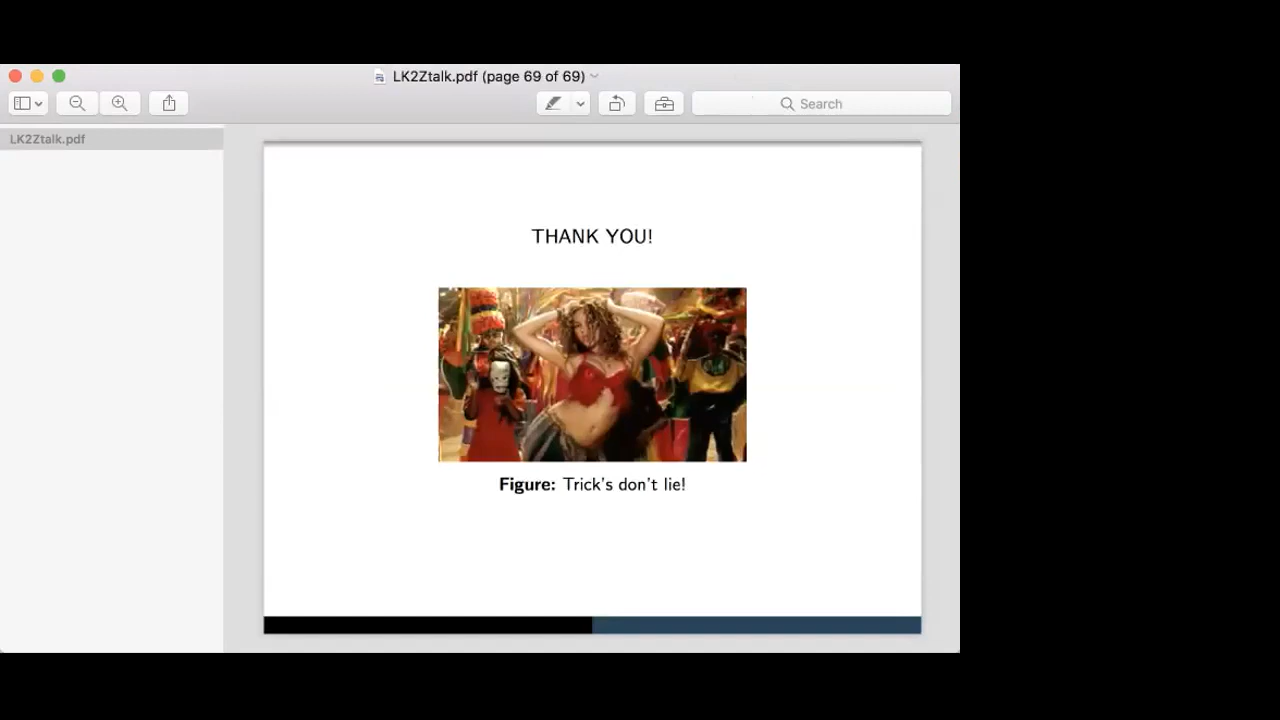 LK2Ztalk.pdf (page 69 of 69)
Search
LK2Ztalk.pdf
THANK YOU!
Figure: Trick's don't lie!